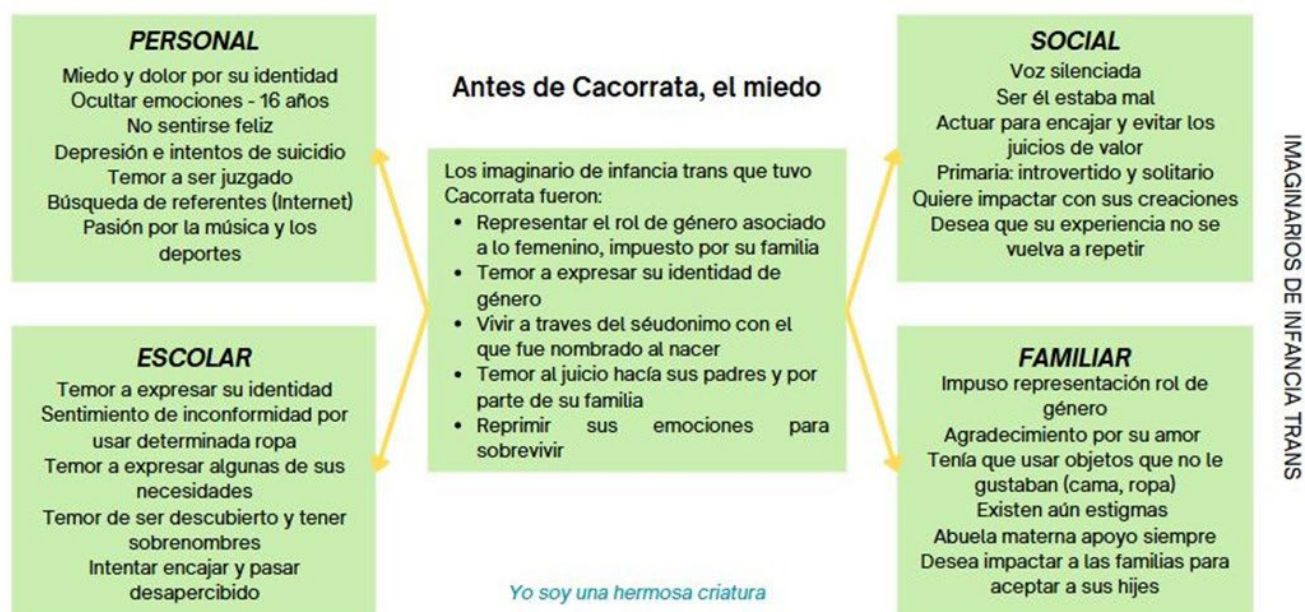 PERSONAL
Miedo y dolor por su identidad
Ocultar emociones - 16 años
No sentirse feliz
Depresión e intentos de suicidio
Temor a ser juzgado
Búsqueda de referentes (Internet)
Pasión por la música y los
deportes
ESCOLAR
Temor a expresar su identidad
Sentimiento de inconformidad por
usar determinada ropa
Temor a expresar algunas de sus
necesidades
Temor de ser descubierto y tener
sobrenombres
Intentar encajar y pasar
desapercibido
Antes de Cacorrata, el miedo
Los imaginario de infancia trans que tuvo
Cacorrata fueron:
• Representar el rol de género asociado
a lo femenino, impuesto por su familia
• Temor a expresar su identidad de
género
• Vivir a traves del séudonimo con el
que fue nombrado al nacer
• Temor al juicio hacía sus padres y por
parte de su familia
• Reprimir sus emociones para
sobrevivir
Yo soy una hermosa criatura
SOCIAL
Voz silenciada
Ser él estaba mal
Actuar para encajar y evitar los
juicios de valor
Primaria: introvertido y solitario
Quiere impactar con sus creaciones
Desea que su experiencia no se
vuelva a repetir
FAMILIAR
Impuso representación rol de
género
Agradecimiento por su amor
Tenía que usar objetos que no le
gustaban (cama, ropa)
Existen aún estigmas
Abuela materna apoyo siempre
Desea impactar a las familias para
aceptar a sus hijes
IMAGINARIOS DE INFANCIA TRANS